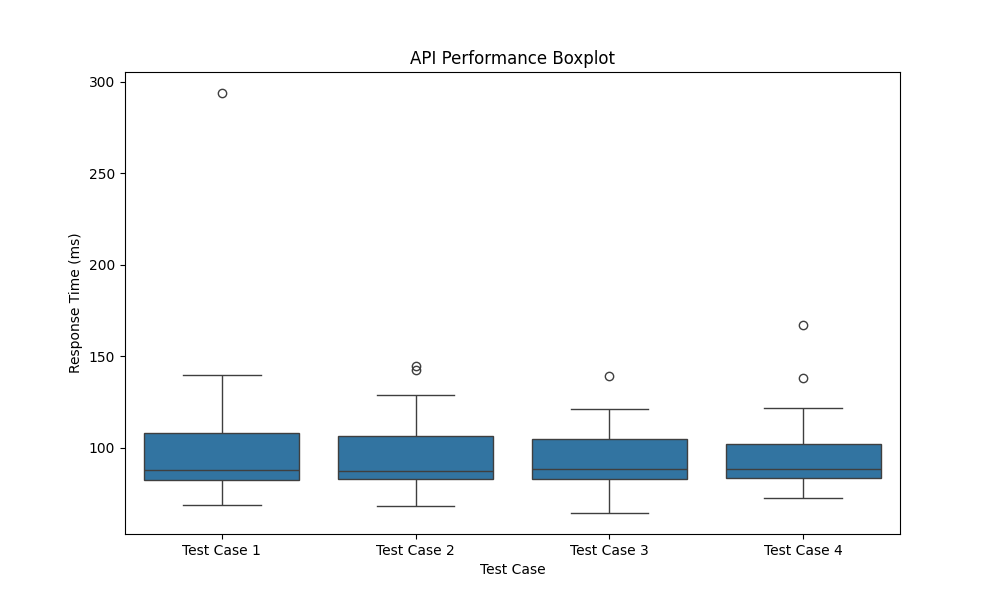 API Performance Boxplot
300
250
200
150
100
Response Time (ms)
Test Case 1
Test Case 2
Test Case 3
Test Case 4
Test Case